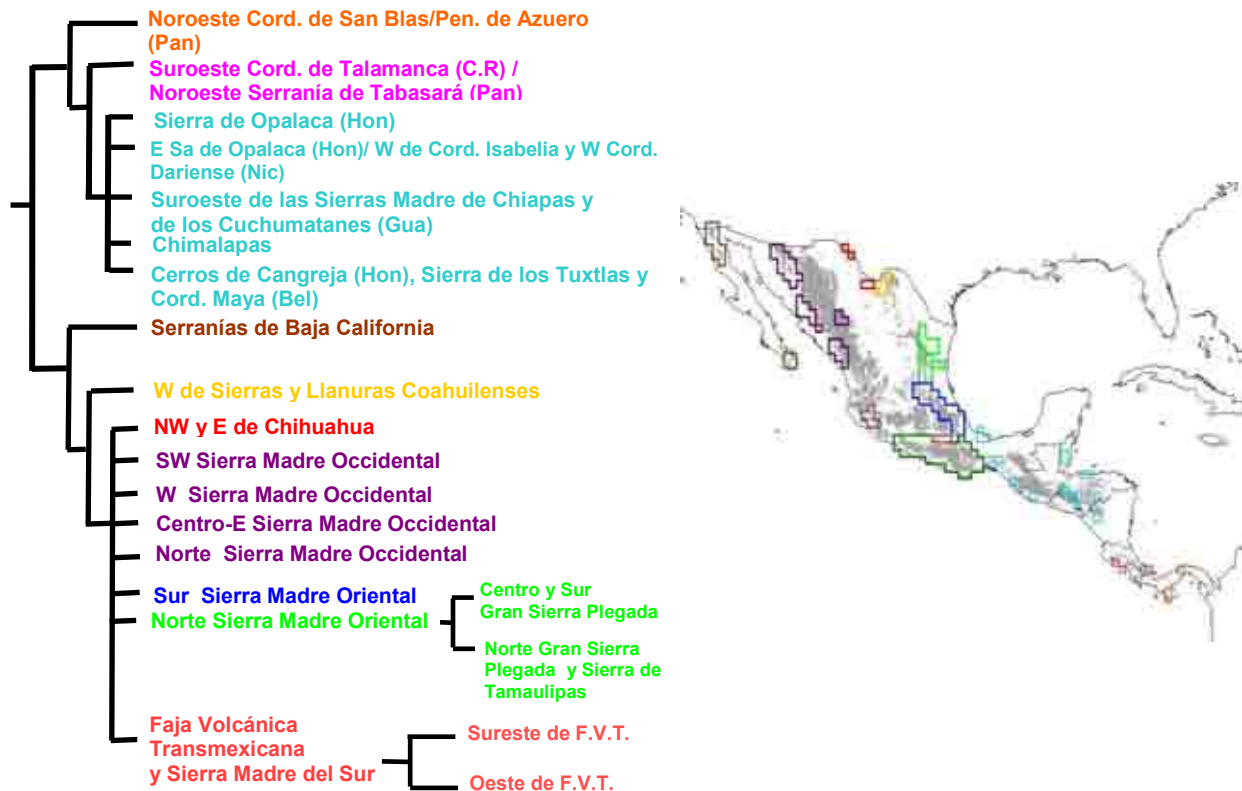 Noroeste Cord. de San Blas/Pen. de Azuero
(Pan)
Suroeste Cord. de Talamanca (C.R) /
Noroeste Serranía de Tabasará (Pan)
Sierra de Opalaca (Hon)
E Sa de Opalaca (Hon)/ W de Cord. Isabelia y W Cord.
Dariense (Nic)
Suroeste de las Sierras Madre de Chiapas y
de los Cuchumatanes (Gua)
Chimalapas
Cerros de Cangreja (Hon), Sierra de los Tuxtlas y
Cord. Maya (Bel)
Serranías de Baja California
W de Sierras y Llanuras Coahuilenses
NW y E de Chihuahua
SW Sierra Madre Occidental
W Sierra Madre Occidental
Centro-E Sierra Madre Occidental
Norte Sierra Madre Occidental
Sur Sierra Madre Oriental
Norte Sierra Madre Oriental
Centro y Sur
Gran Sierra Plegada
Norte Gran Sierra
Plegada y Sierra de
Tamaulipas
Faja Volcánica
Transmexicana
y Sierra Madre del Sur
Sureste de F.V.T.
Oeste de F.V.T.